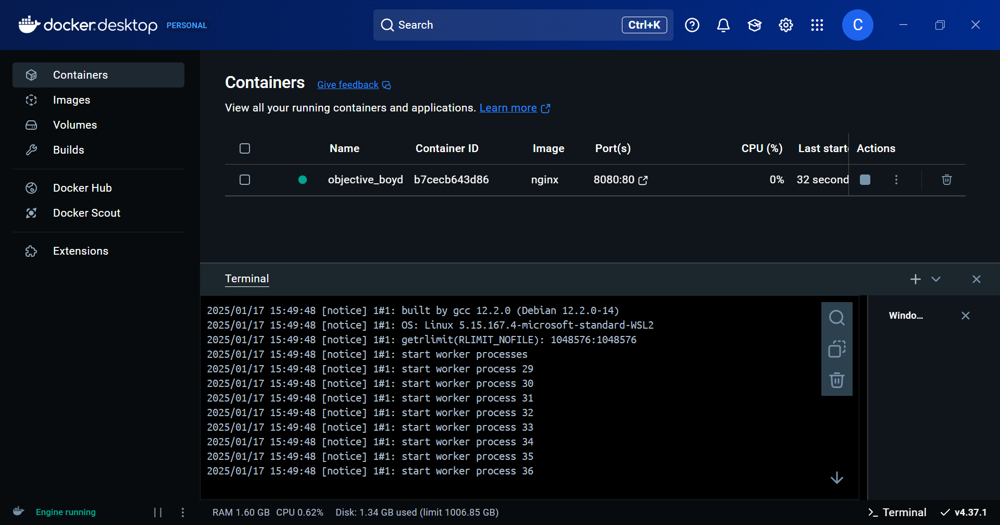 docker desktop PERSONAL
Search Ctrl+K
C
Containers
Images
Volumes
Builds
Docker Hub
Docker Scout
Extensions
Containers Give feedback
View all your running containers and applications. Learn more
Name Container ID Image Port(s) CPU (%) Last start Actions
objective_boyd b7cecb643d86 nginx 8080:80 0% 32 second
Terminal
2025/01/17 15:49:48 [notice] 1#1: built by gcc 12.2.0 (Debian 12.2.0-14)
2025/01/17 15:49:48 [notice] 1#1: OS: Linux 5.15.167.4-microsoft-standard-WSL2
2025/01/17 15:49:48 [notice] 1#1: getrlimit(RLIMIT_NOFILE): 1048576:1048576
2025/01/17 15:49:48 [notice] 1#1: start worker processes
2025/01/17 15:49:48 [notice] 1#1: start worker process 29
2025/01/17 15:49:48 [notice] 1#1: start worker process 30
2025/01/17 15:49:48 [notice] 1#1: start worker process 31
2025/01/17 15:49:48 [notice] 1#1: start worker process 32
2025/01/17 15:49:48 [notice] 1#1: start worker process 33
2025/01/17 15:49:48 [notice] 1#1: start worker process 34
2025/01/17 15:49:48 [notice] 1#1: start worker process 35
2025/01/17 15:49:48 [notice] 1#1: start worker process 36
Windo...
Engine running
RAM 1.60 GB CPU 0.62% Disk: 1.34 GB used (limit 1006.85 GB)
Terminal v4.37.1